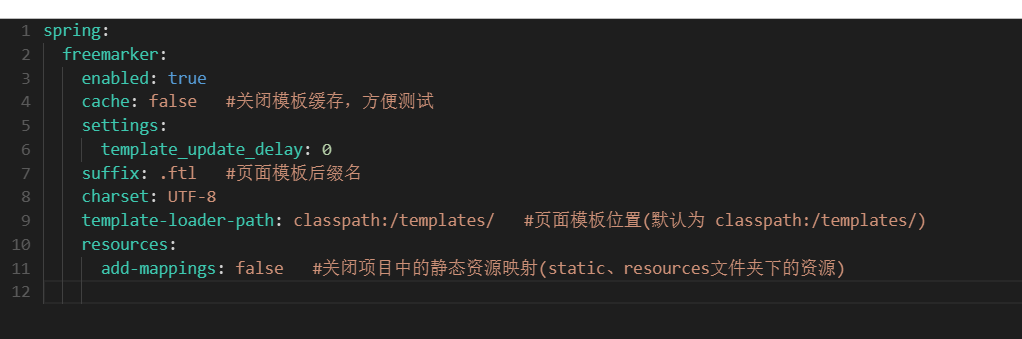 1 spring:
2   freemarker:
3     enabled: true
4     cache: false   #关闭模板缓存，方便测试
5     settings:
6       template_update_delay: 0
7     suffix: .ftl   #页面模板后缀名
8     charset: UTF-8
9     template-loader-path: classpath:/templates/   #页面模板位置(默认为 classpath:/templates/)
10     resources:
11       add-mappings: false   #关闭项目中的静态资源映射(static、resources文件夹下的资源)
12